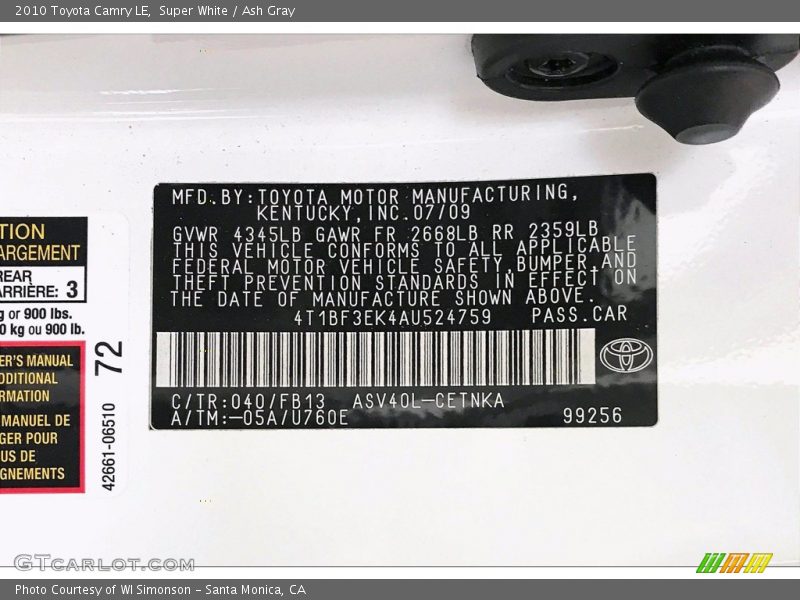 2010 Toyota Camry LE, Super White / Ash Gray
MFD. BY: TOYOTA MOTOR MANUFACTURING,
KENTUCKY, INC. 07/09
GVWR 4345LB GAWR FR 2668LB RR 2359LB
THIS VEHICLE CONFORMS TO ALL APPLICABLE
FEDERAL MOTOR VEHICLE SAFETY, BUMPER, AND
THEFT PREVENTION STANDARDS IN EFFECT ON
THE DATE OF MANUFACTURE SHOWN ABOVE.
4T1BF3EK4AU524759 PASS. CAR
C/TR: 040/FB13 ASV40L-CETNKA
A/TM: -05A/U760E 99256
TION
ARGEMENT
REAR
ARRIÈRE: 3
g or 900 lbs.
0 kg ou 900 lb.
ER'S MANUAL
DDITIONAL
RMATION
MANUEL DE
GER POUR
US DE
GNEMENTS
72
42661-06510
GTCARLOT.COM
Photo Courtesy of WI Simonson - Santa Monica, CA